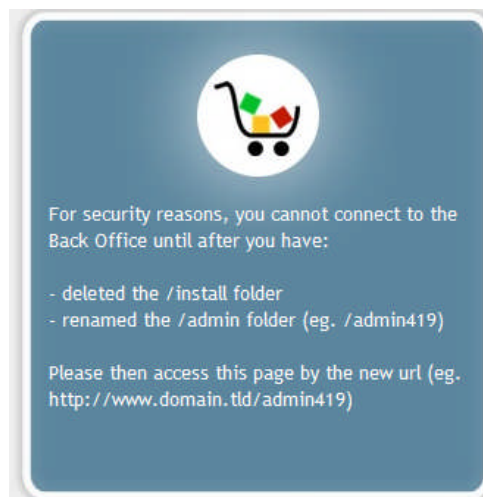 For security reasons, you cannot connect to the
Back Office until after you have:
- deleted the /install folder
- renamed the /admin folder (eg. /admin419)
Please then access this page by the new url (eg.
http://www.domain.tld/admin419)